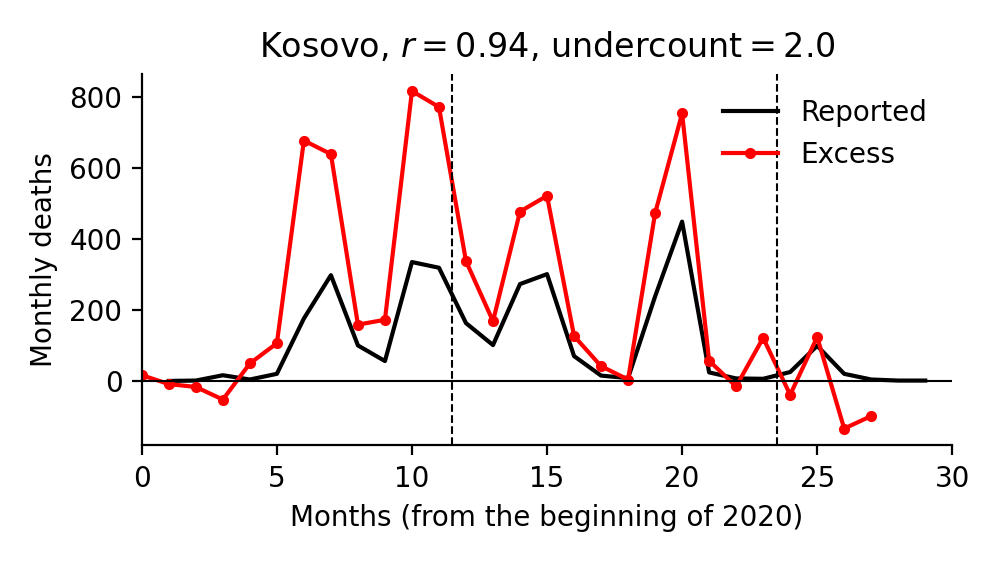 Kosovo, r = 0.94, undercount = 2.0
Monthly deaths
800
600
400
200
0
Reported
Excess
0 5 10 15 20 25 30
Months (from the beginning of 2020)